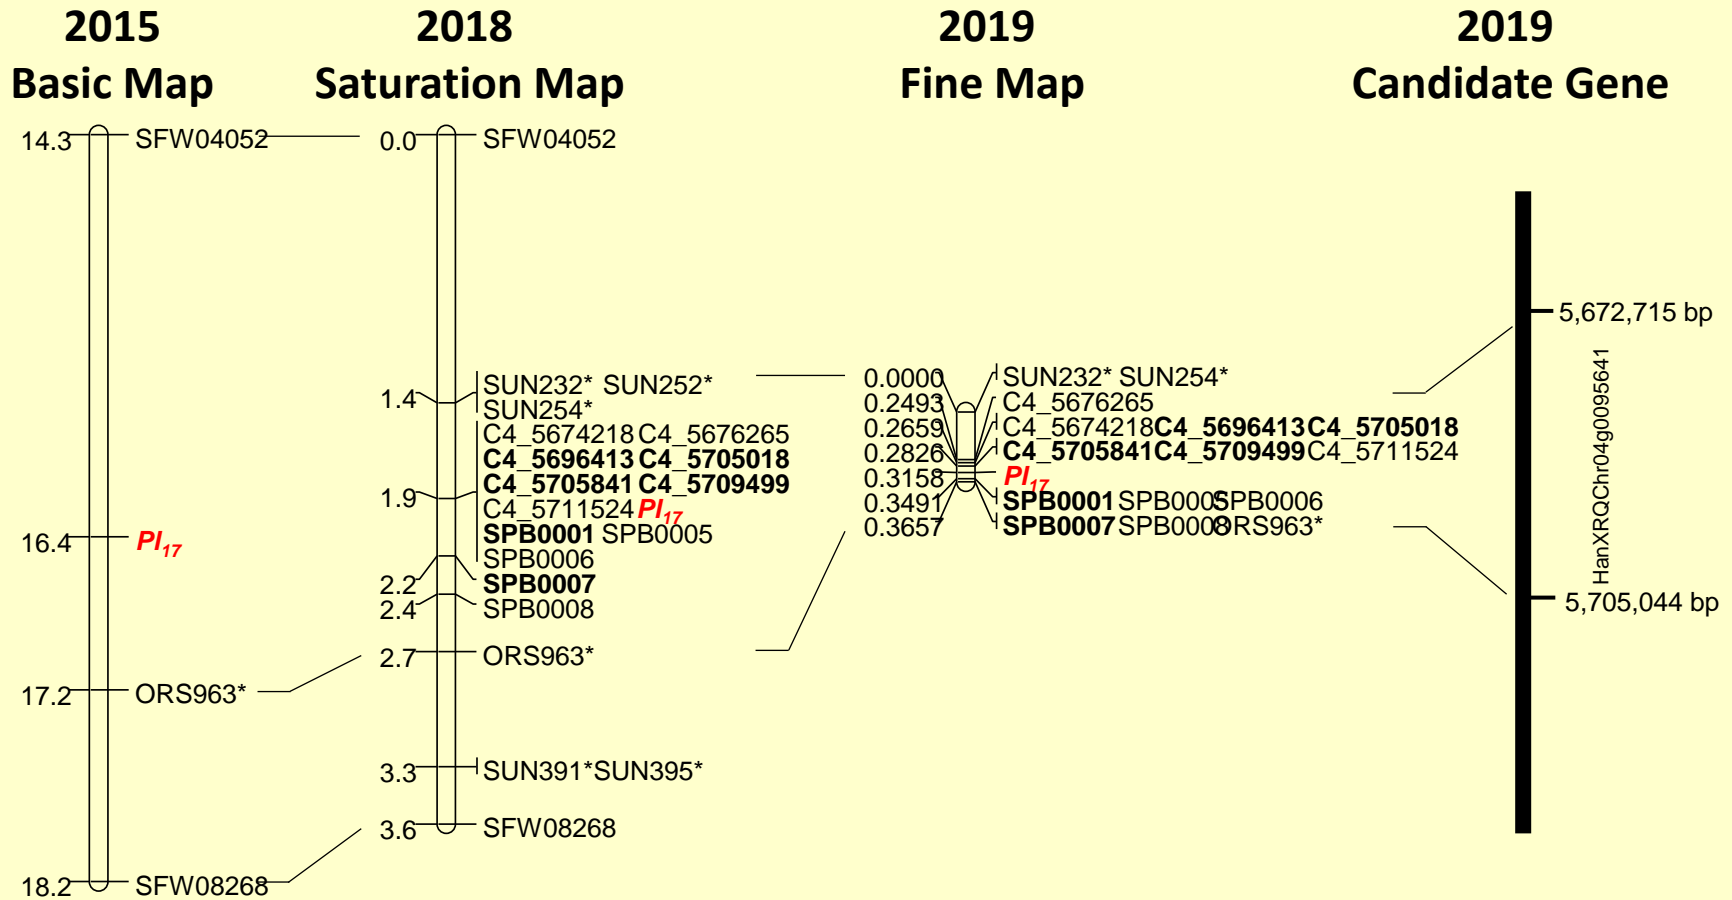 2015
Basic Map
14.3 SFW04052
16.4 Pl17
17.2 ORS963*
18.2 SFW08268
2018
Saturation Map
0.0 SFW04052
1.4 SUN232* SUN252*
SUN254*
C4_5674218 C4_5676265
C4_5696413 C4_5705018
C4_5705841 C4_5709499
1.9 C4_5711524 Pl17
SPB0001 SPB0005
SPB0006
2.2 SPB0007
2.4 SPB0008
2.7 ORS963*
3.3 SUN391*SUN395*
3.6 SFW08268
2019
Fine Map
0.0000 SUN232* SUN254*
0.2493 C4_5676265
0.2659 C4_5674218 C4_5696413 C4_5705018
0.2826 C4_5705841 C4_5709499 C4_5711524
0.3158 Pl17
0.3491 SPB0001 SPB0005 SPB0006
0.3657 SPB0007 SPB0008 ORS963*
2019
Candidate Gene
5,672,715 bp
HanXRQChr04g0095641
5,705,044 bp